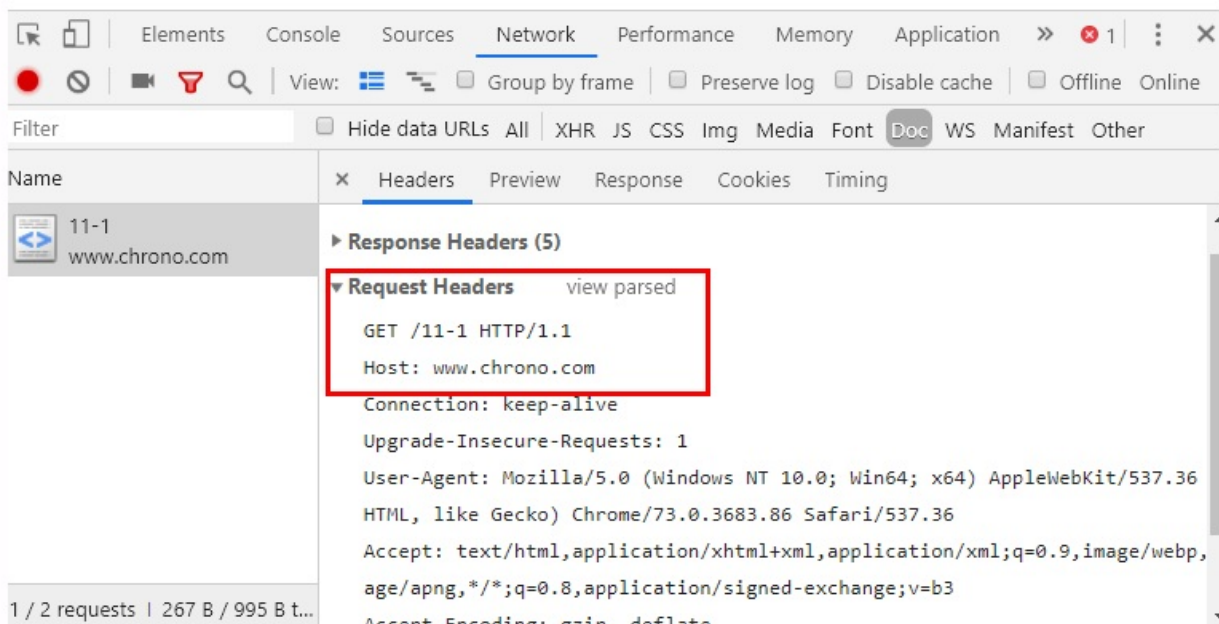 Elements Console Sources Network Performance Memory Application » 1
View: Group by frame Preserve log Disable cache Offline Online
Filter Hide data URLs All XHR JS CSS Img Media Font Doc WS Manifest Other
Name × Headers Preview Response Cookies Timing
11-1
www.chrono.com
Response Headers (5)
Request Headers view parsed
GET /11-1 HTTP/1.1
Host: www.chrono.com
Connection: keep-alive
Upgrade-Insecure-Requests: 1
User-Agent: Mozilla/5.0 (Windows NT 10.0; Win64; x64) AppleWebKit/537.36
HTML, like Gecko) Chrome/73.0.3683.86 Safari/537.36
Accept: text/html,application/xhtml+xml,application/xml;q=0.9,image/webp,
age/apng,*/*;q=0.8,application/signed-exchange;v=b3
Accept-Encoding: gzip, deflate
1 / 2 requests | 267 B / 995 B t...